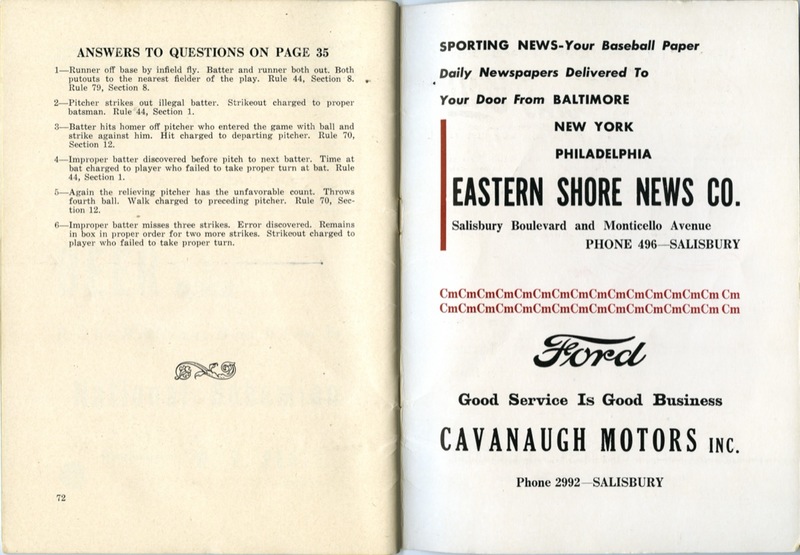 ANSWERS TO QUESTIONS ON PAGE 35
1—Runner off base by infield fly. Batter and runner both out. Both
putouts to the nearest fielder of the play. Rule 44, Section 8.
Rule 79, Section 8.
2—Pitcher strikes out illegal batter. Strikeout charged to proper
batsman. Rule 44, Section 1.
3—Batter hits homer off pitcher who entered the game with ball and
strike against him. Hit charged to departing pitcher. Rule 70,
Section 12.
4—Improper batter discovered before pitch to next batter. Time at
bat charged to player who failed to take proper turn at bat. Rule
44, Section 1.
5—Again the relieving pitcher has the unfavorable count. Throws
fourth ball. Walk charged to preceding pitcher. Rule 70, Sec-
tion 12.
6—Improper batter misses three strikes. Error discovered. Remains
in box in proper order for two more strikes. Strikeout charged to
player who failed to take proper turn.
72
SPORTING NEWS-Your Baseball Paper
Daily Newspapers Delivered To
Your Door From BALTIMORE
NEW YORK
PHILADELPHIA
EASTERN SHORE NEWS CO.
Salisbury Boulevard and Monticello Avenue
PHONE 496—SALISBURY
CmCmCmCmCmCmCmCmCmCmCmCmCmCmCm Cm
CmCmCmCmCmCmCmCmCmCmCmCmCmCmCm Cm
Ford
Good Service Is Good Business
CAVANAUGH MOTORS INC.
Phone 2992—SALISBURY